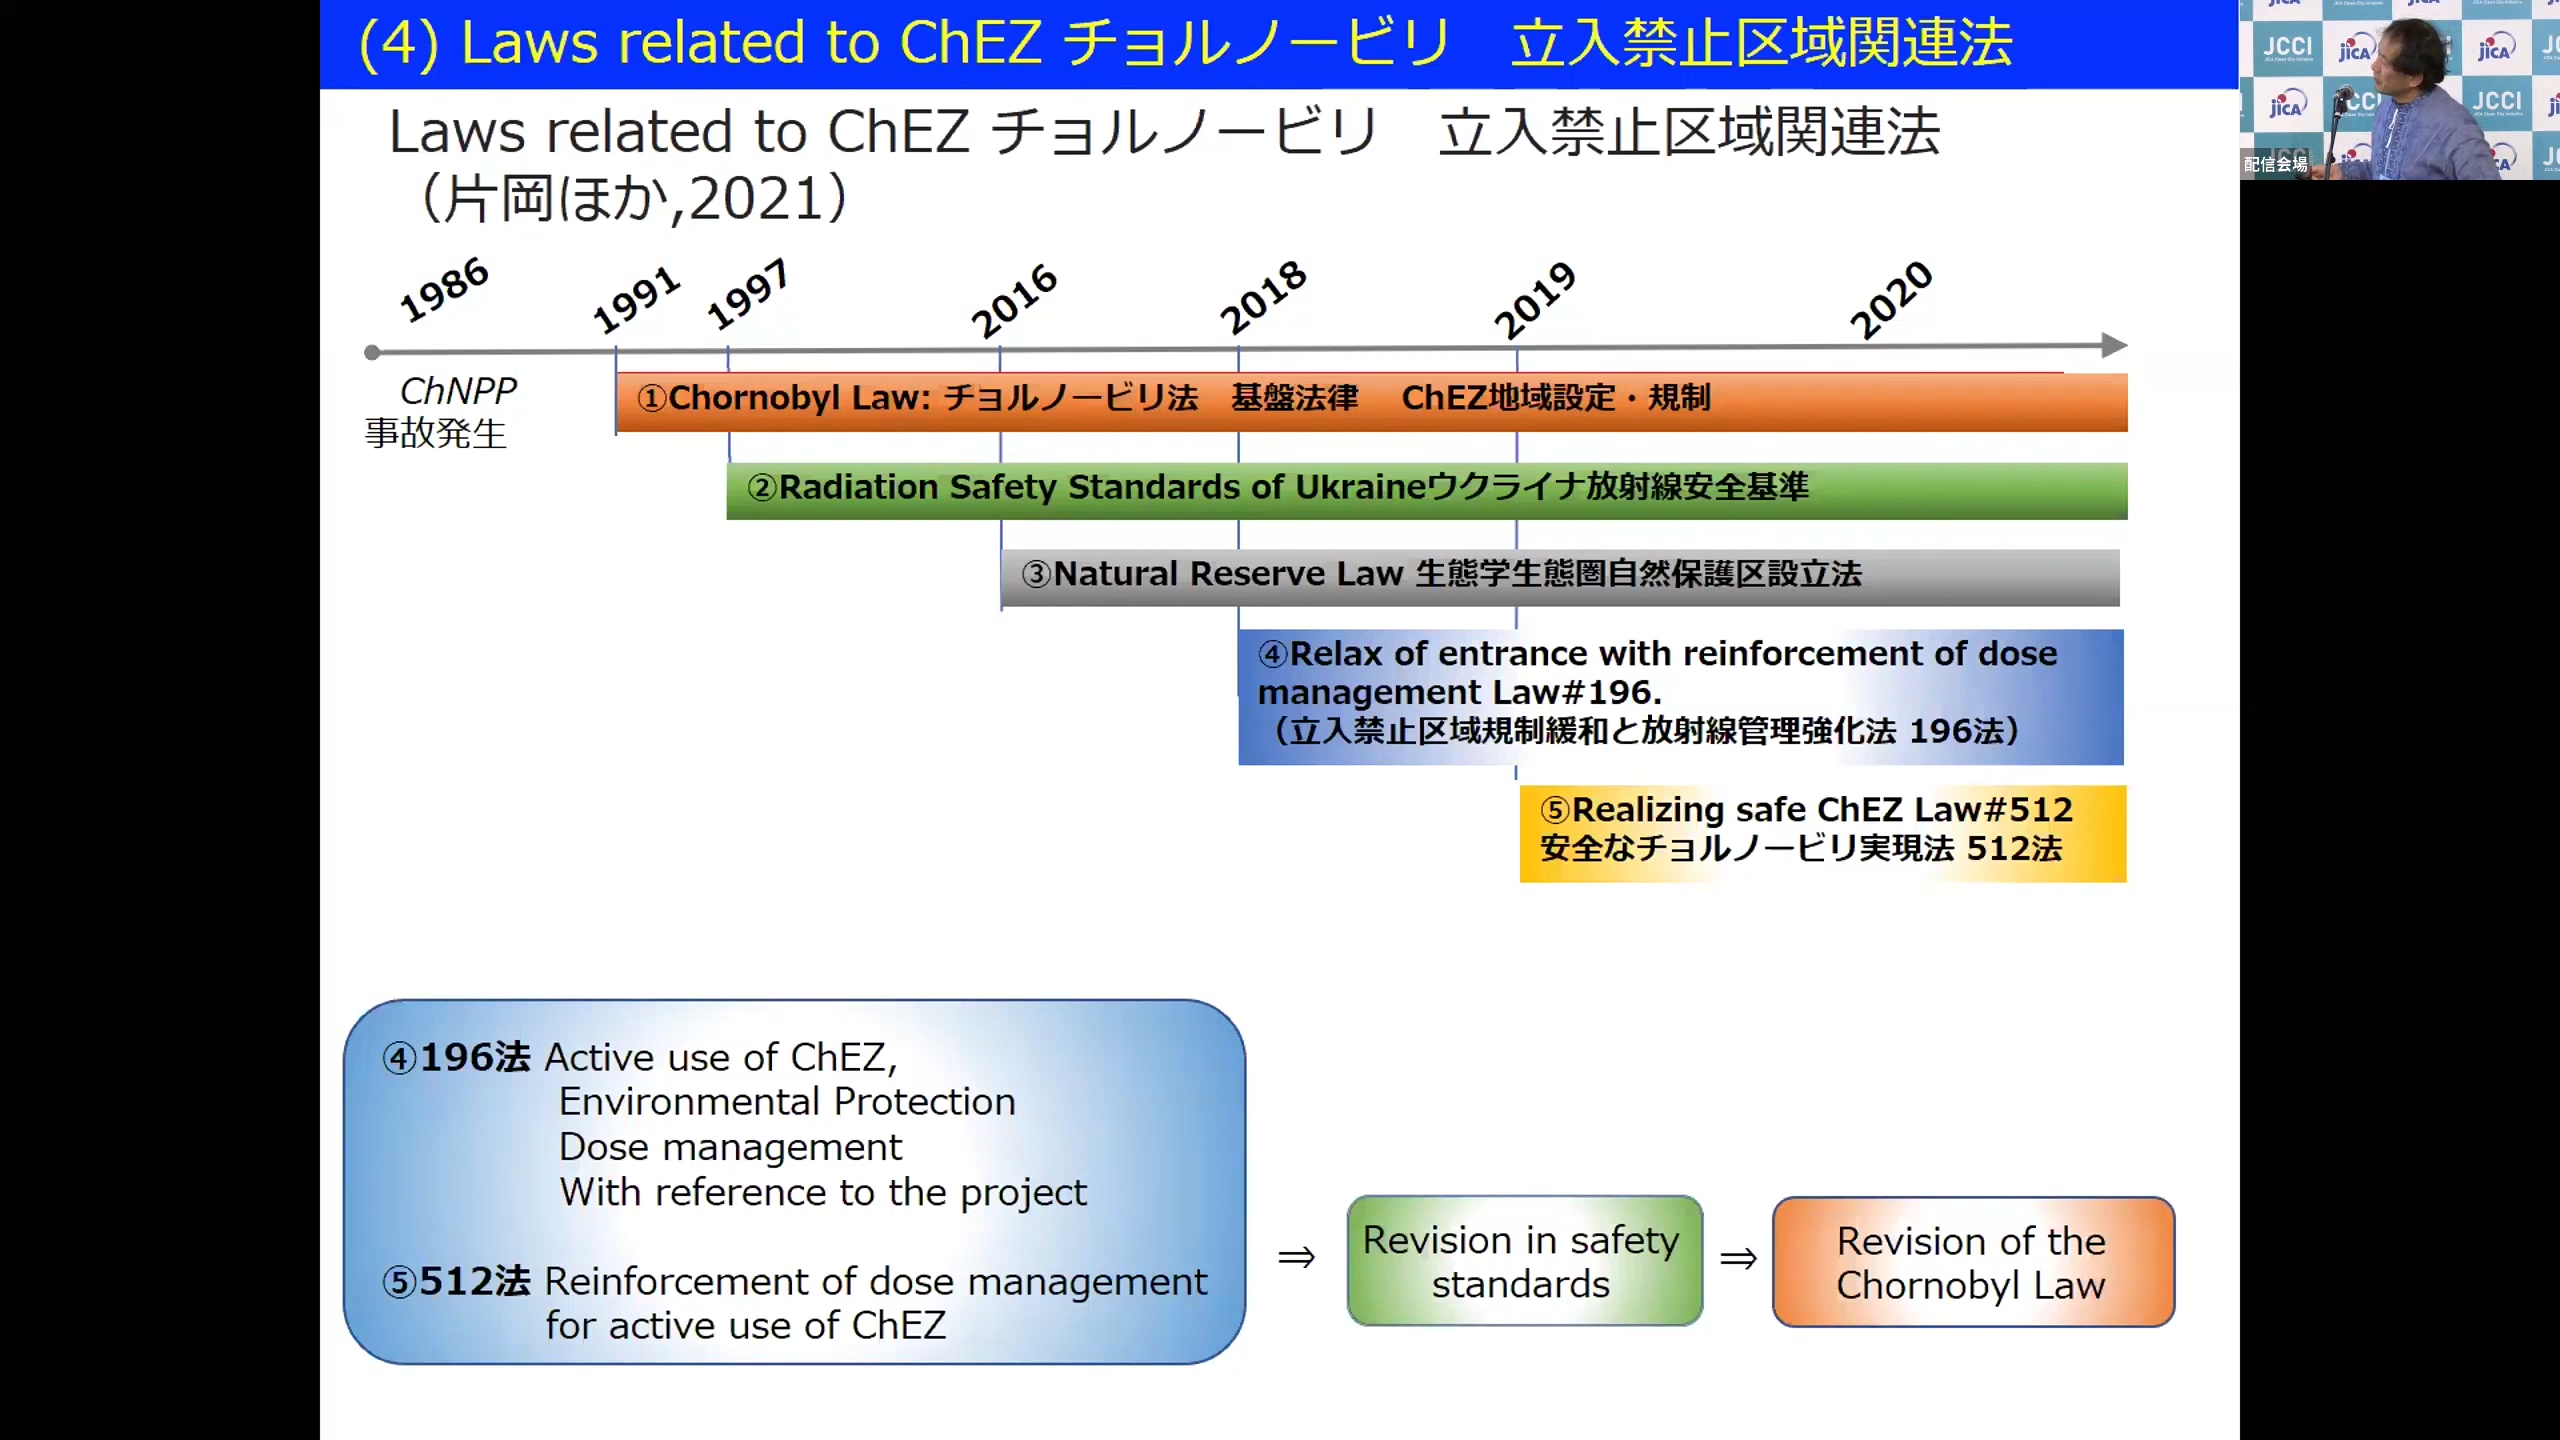 (4) Laws related to ChEZ チョルノービリ　立入禁止区域関連法
Laws related to ChEZ チョルノービリ　立入禁止区域関連法
（片岡ほか,2021）
1986
1991
1997
2016
2018
2019
2020
ChNPP
事故発生
①Chornobyl Law: チョルノービリ法　基盤法律　ChEZ地域設定・規制
②Radiation Safety Standards of Ukraineウクライナ放射線安全基準
③Natural Reserve Law 生態学生態圏自然保護区設立法
④Relax of entrance with reinforcement of dose
management Law#196.
（立入禁止区域規制緩和と放射線管理強化法 196法）
⑤Realizing safe ChEZ Law#512
安全なチョルノービリ実現法 512法
④196法 Active use of ChEZ,
Environmental Protection
Dose management
With reference to the project
⑤512法 Reinforcement of dose management
for active use of ChEZ
⇒
Revision in safety
standards
⇒
Revision of the
Chornobyl Law
JCCI
JICA
JICA
JICA
JCCI
配信会場